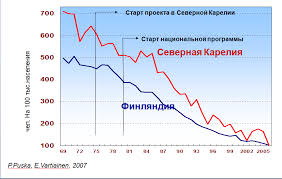 700
600
500
400
300
200
100
чел. На 100 тыс населения
Старт проекта в Северной Карелии
Старт национальной программы
Северная Карелия
Финляндия
69 72 75 78 81 84 87 90 93 96 99 2002 2005
P.Puska, E.Vartiainen, 2007